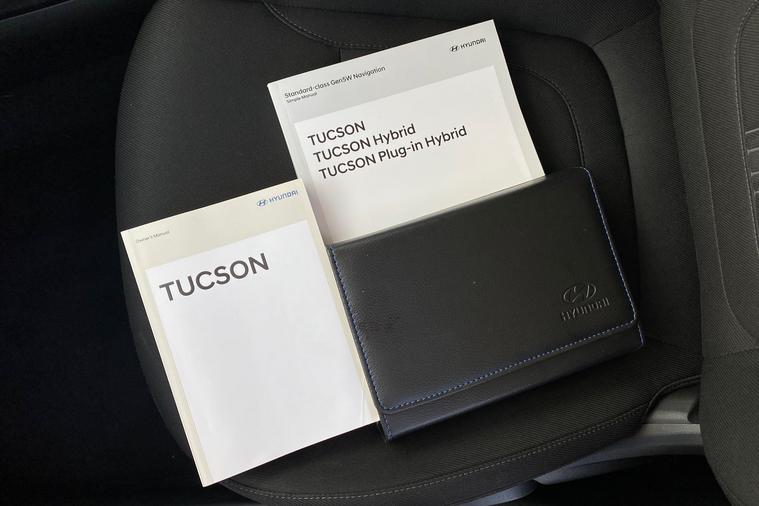 HYUNDAI
Standard-class Gen5W Navigation
Simple Manual
TUCSON
TUCSON Hybrid
TUCSON Plug-in Hybrid
HYUNDAI
Owner's Manual
TUCSON
HYUNDAI